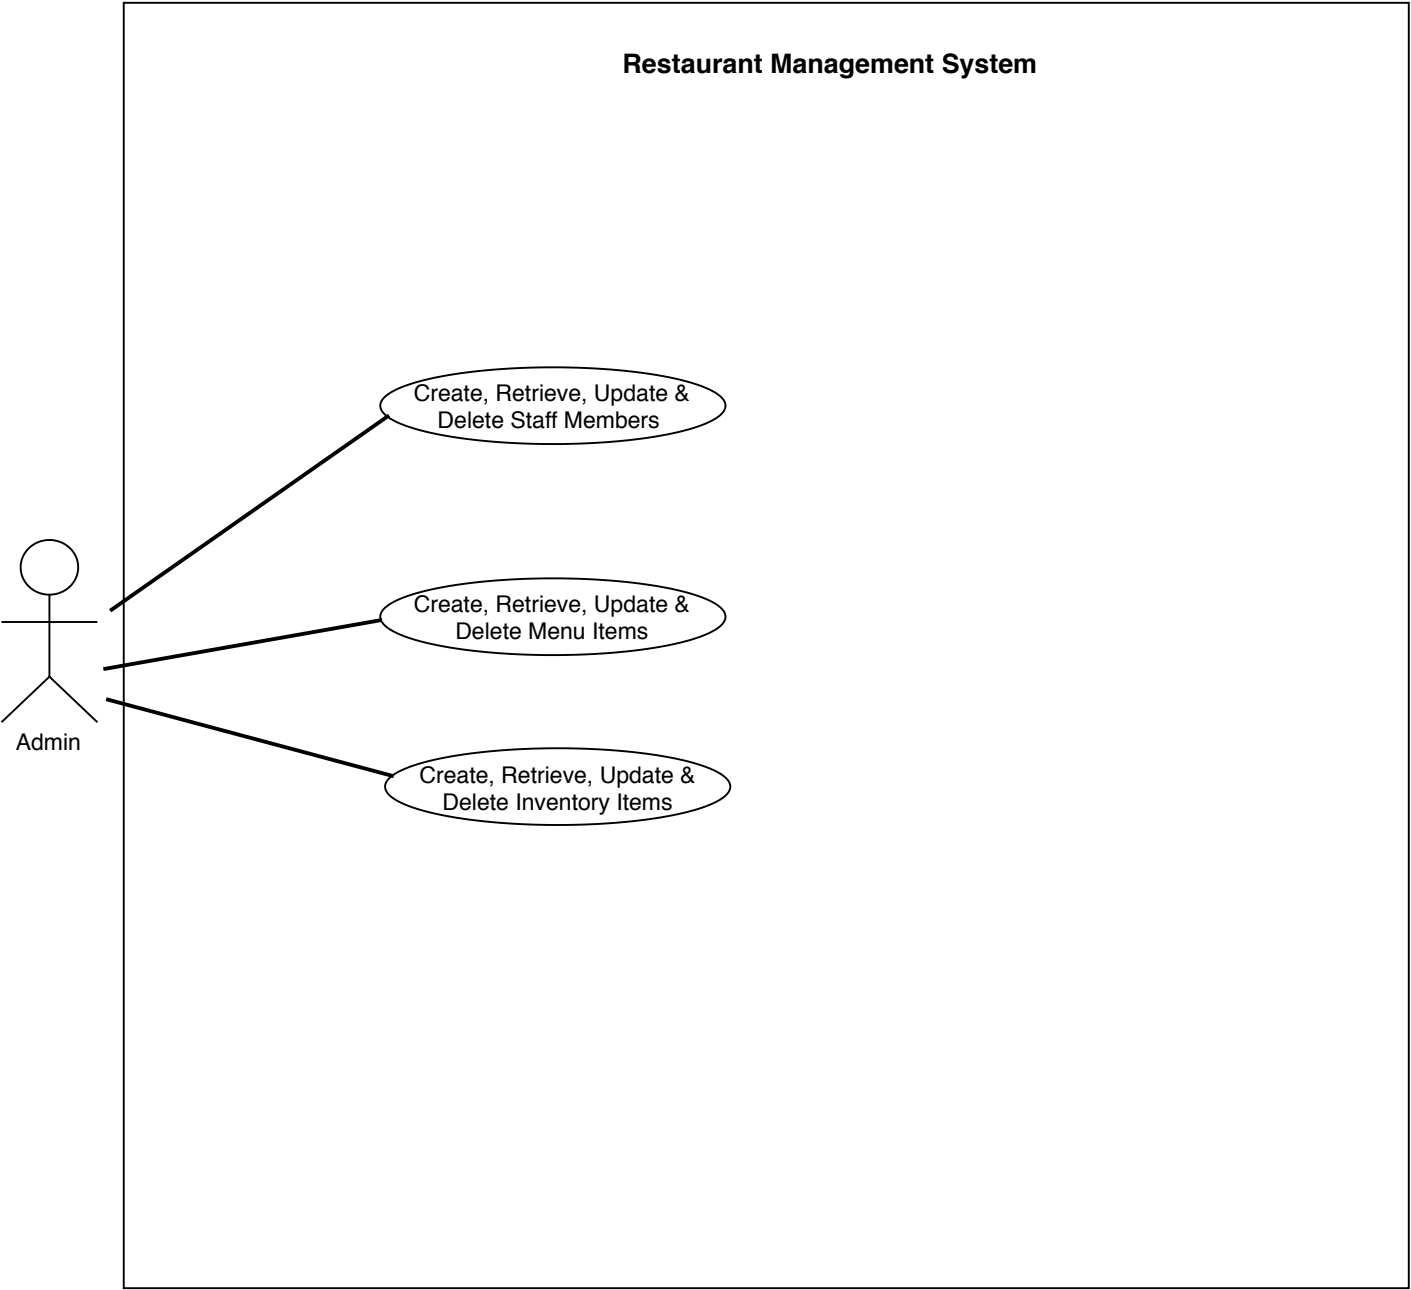 Restaurant Management System
Create, Retrieve, Update &
Delete Staff Members
Create, Retrieve, Update &
Delete Menu Items
Admin
Create, Retrieve, Update &
Delete Inventory Items